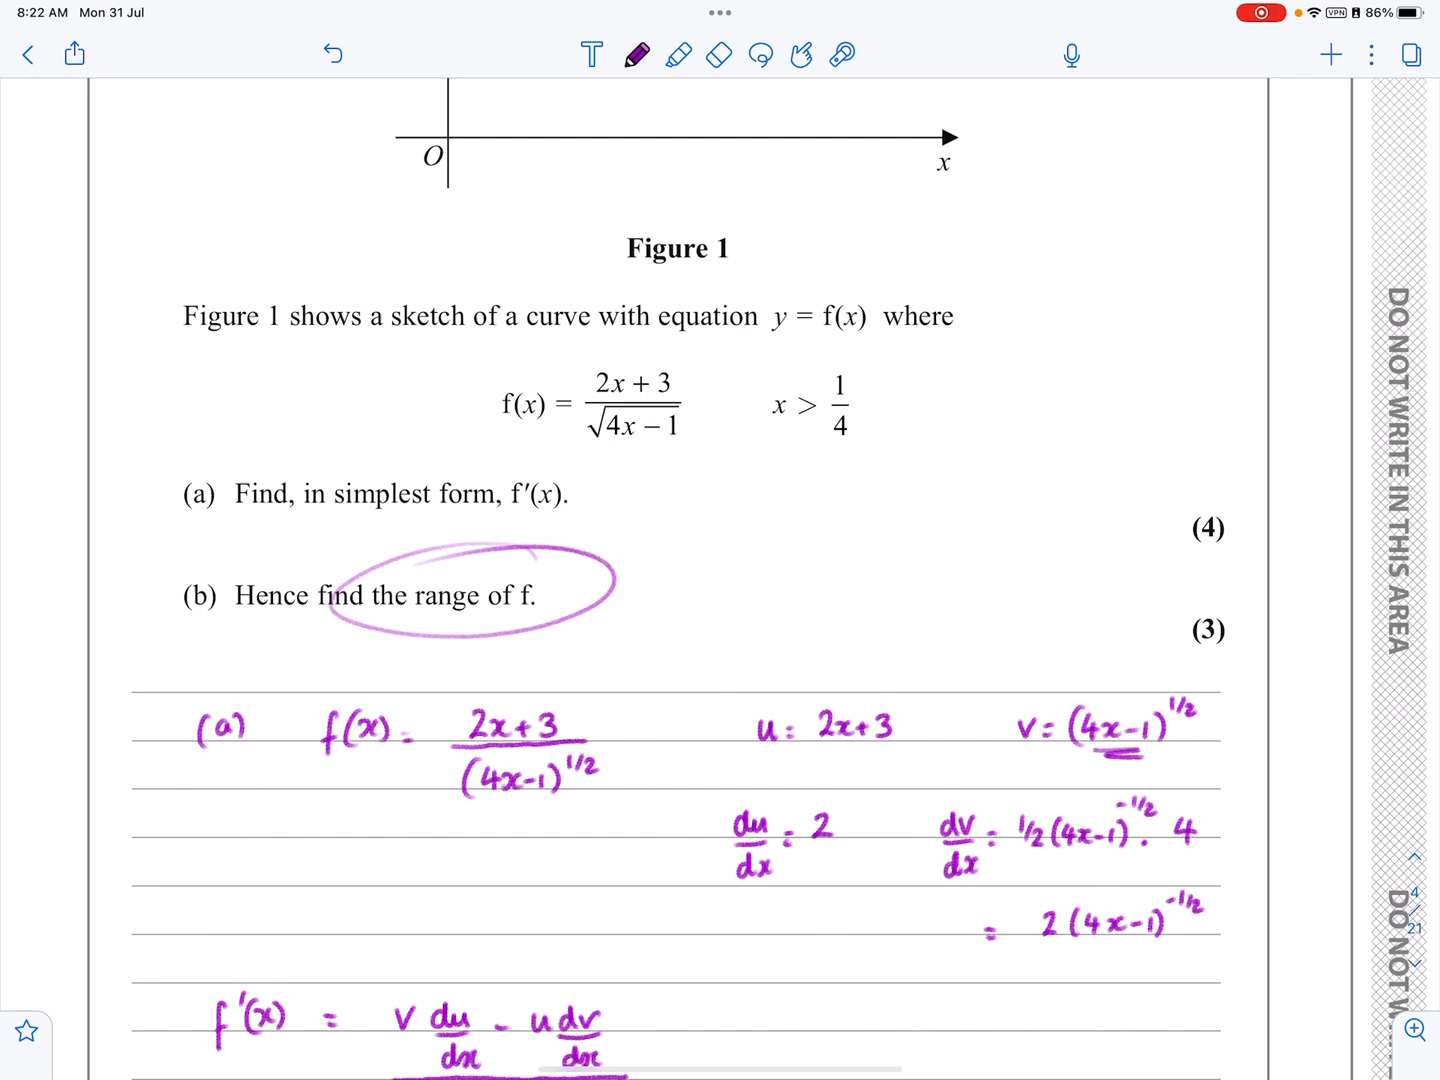 8:22 AM Mon 31 Jul
VPN 86%
T
O
x
Figure 1
Figure 1 shows a sketch of a curve with equation y = f(x) where
f(x) = (2x + 3)/√(4x − 1) x > 1/4
(a) Find, in simplest form, f′(x).
(4)
(b) Hence find the range of f.
(3)
(a) f(x) = (2x+3)/(4x-1)^1/2 u = 2x+3 v = (4x-1)^1/2
du/dx = 2 dv/dx = 1/2(4x-1)^-1/2 . 4
= 2(4x-1)^-1/2
f'(x) = v du/dx - u dv/dx
DO NOT WRITE IN THIS AREA
DO NOT W
4
21